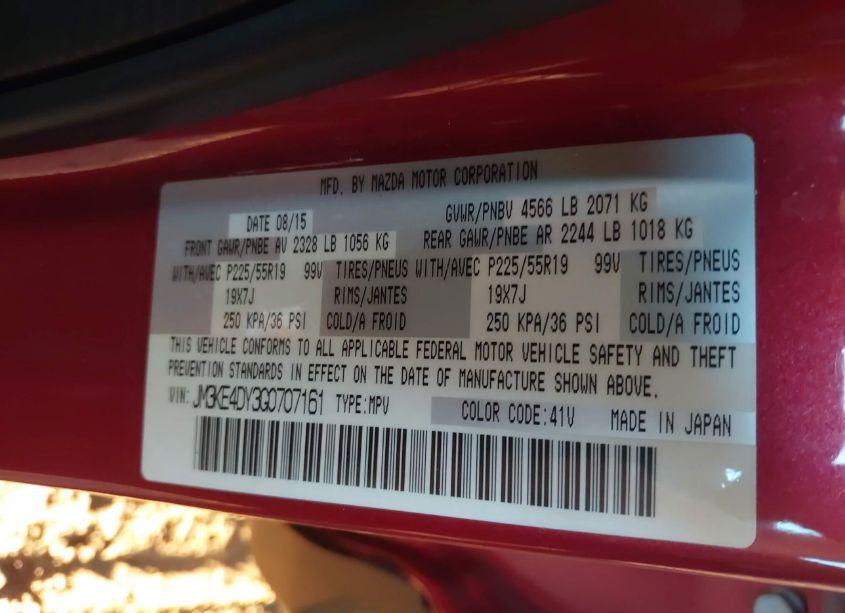 MFD. BY MAZDA MOTOR CORPORATION
DATE 08/15 GVWR/PNBV 4566 LB 2071 KG
FRONT GAWR/PNBE AV 2328 LB 1056 KG REAR GAWR/PNBE AR 2244 LB 1018 KG
WITH/AVEC P225/55R19 99V TIRES/PNEUS WITH/AVEC P225/55R19 99V TIRES/PNEUS
19X7J RIMS/JANTES 19X7J RIMS/JANTES
250 KPA/36 PSI COLD/A FROID 250 KPA/36 PSI COLD/A FROID
THIS VEHICLE CONFORMS TO ALL APPLICABLE FEDERAL MOTOR VEHICLE SAFETY AND THEFT
PREVENTION STANDARDS IN EFFECT ON THE DATE OF MANUFACTURE SHOWN ABOVE.
VIN: JM3KE4DY3G0707161 TYPE:MPV COLOR CODE:41V MADE IN JAPAN